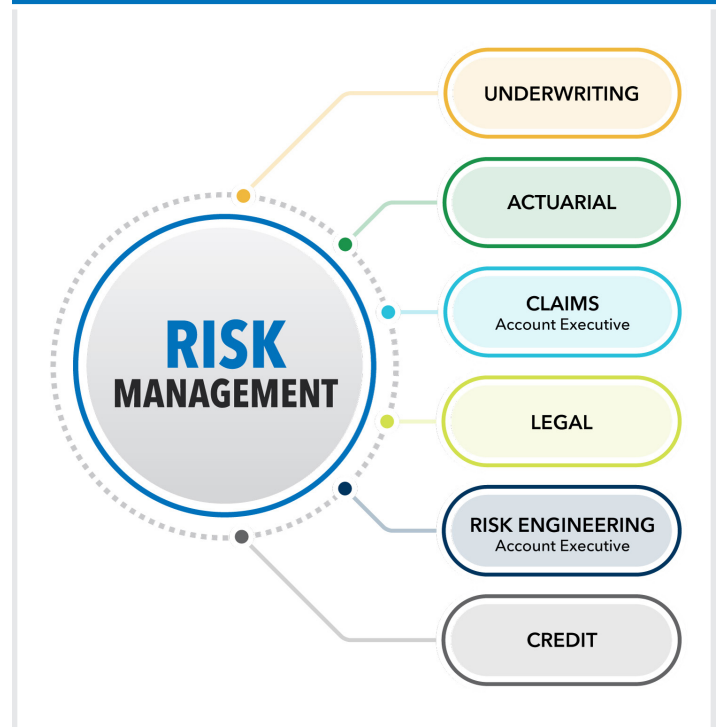 UNDERWRITING
ACTUARIAL
CLAIMS
Account Executive
RISK
MANAGEMENT
LEGAL
RISK ENGINEERING
Account Executive
CREDIT